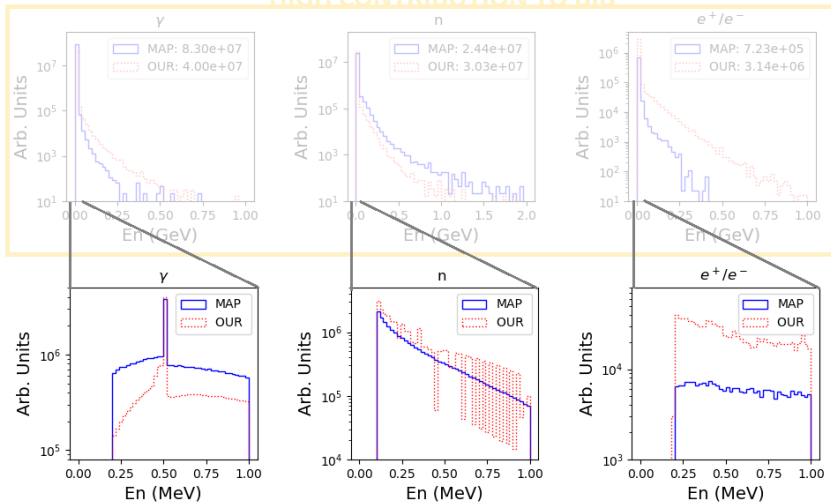 HIGH CONTRIBUTION TO BIB
γ n e⁺/e⁻
MAP: 8.30e+07
OUR: 4.00e+07
MAP: 2.44e+07
OUR: 3.03e+07
MAP: 7.23e+05
OUR: 3.14e+06
Arb. Units
10⁷
10⁵
10³
10¹
0.00 0.25 0.50 0.75 1.00
En (GeV)
Arb. Units
10⁷
10⁵
10³
10¹
0.0 0.5 1.0 1.5 2.0
En (GeV)
Arb. Units
10⁶
10⁵
10⁴
10³
10²
10¹
0.00 0.25 0.50 0.75 1.00
En (GeV)
γ n e⁺/e⁻
MAP
OUR
MAP
OUR
MAP
OUR
Arb. Units
10⁶
10⁵
0.00 0.25 0.50 0.75 1.00
En (MeV)
Arb. Units
10⁶
10⁵
10⁴
0.00 0.25 0.50 0.75 1.00
En (MeV)
Arb. Units
10⁴
10³
0.00 0.25 0.50 0.75 1.00
En (MeV)